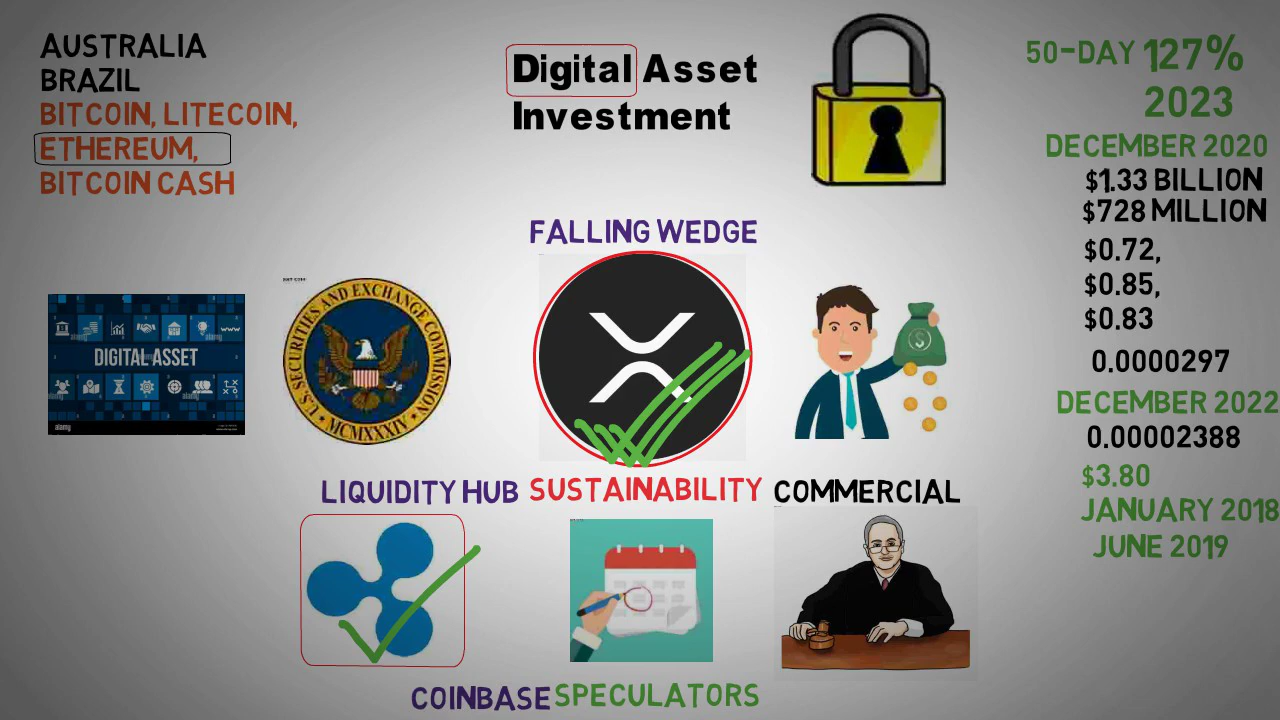 AUSTRALIA
BRAZIL
BITCOIN, LITECOIN,
ETHEREUM,
BITCOIN CASH
Digital Asset
Investment
50-DAY 127%
2023
DECEMBER 2020
$1.33 BILLION
$728 MILLION
$0.72,
$0.85,
$0.83
0.0000297
DECEMBER 2022
0.00002388
$3.80
JANUARY 2018
JUNE 2019
FALLING WEDGE
DIGITAL ASSET
alamy
U.S. SECURITIES AND EXCHANGE COMMISSION
MCMXXXIV
LIQUIDITY HUB SUSTAINABILITY COMMERCIAL
COINBASE SPECULATORS